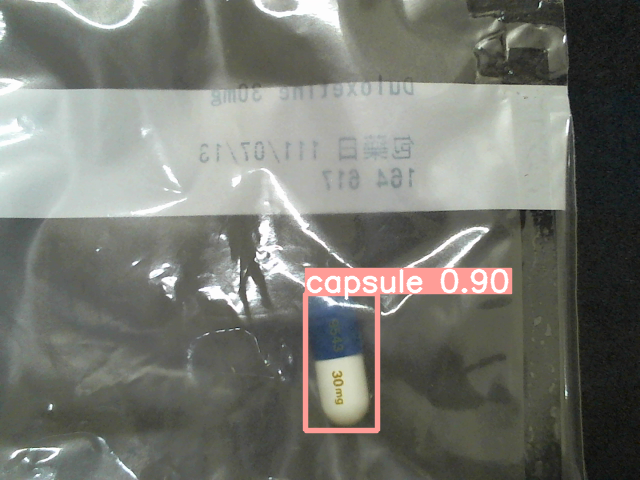 Duloxetine 30mg
包藥日 111/07/13
164 617
capsule 0.90
30mg